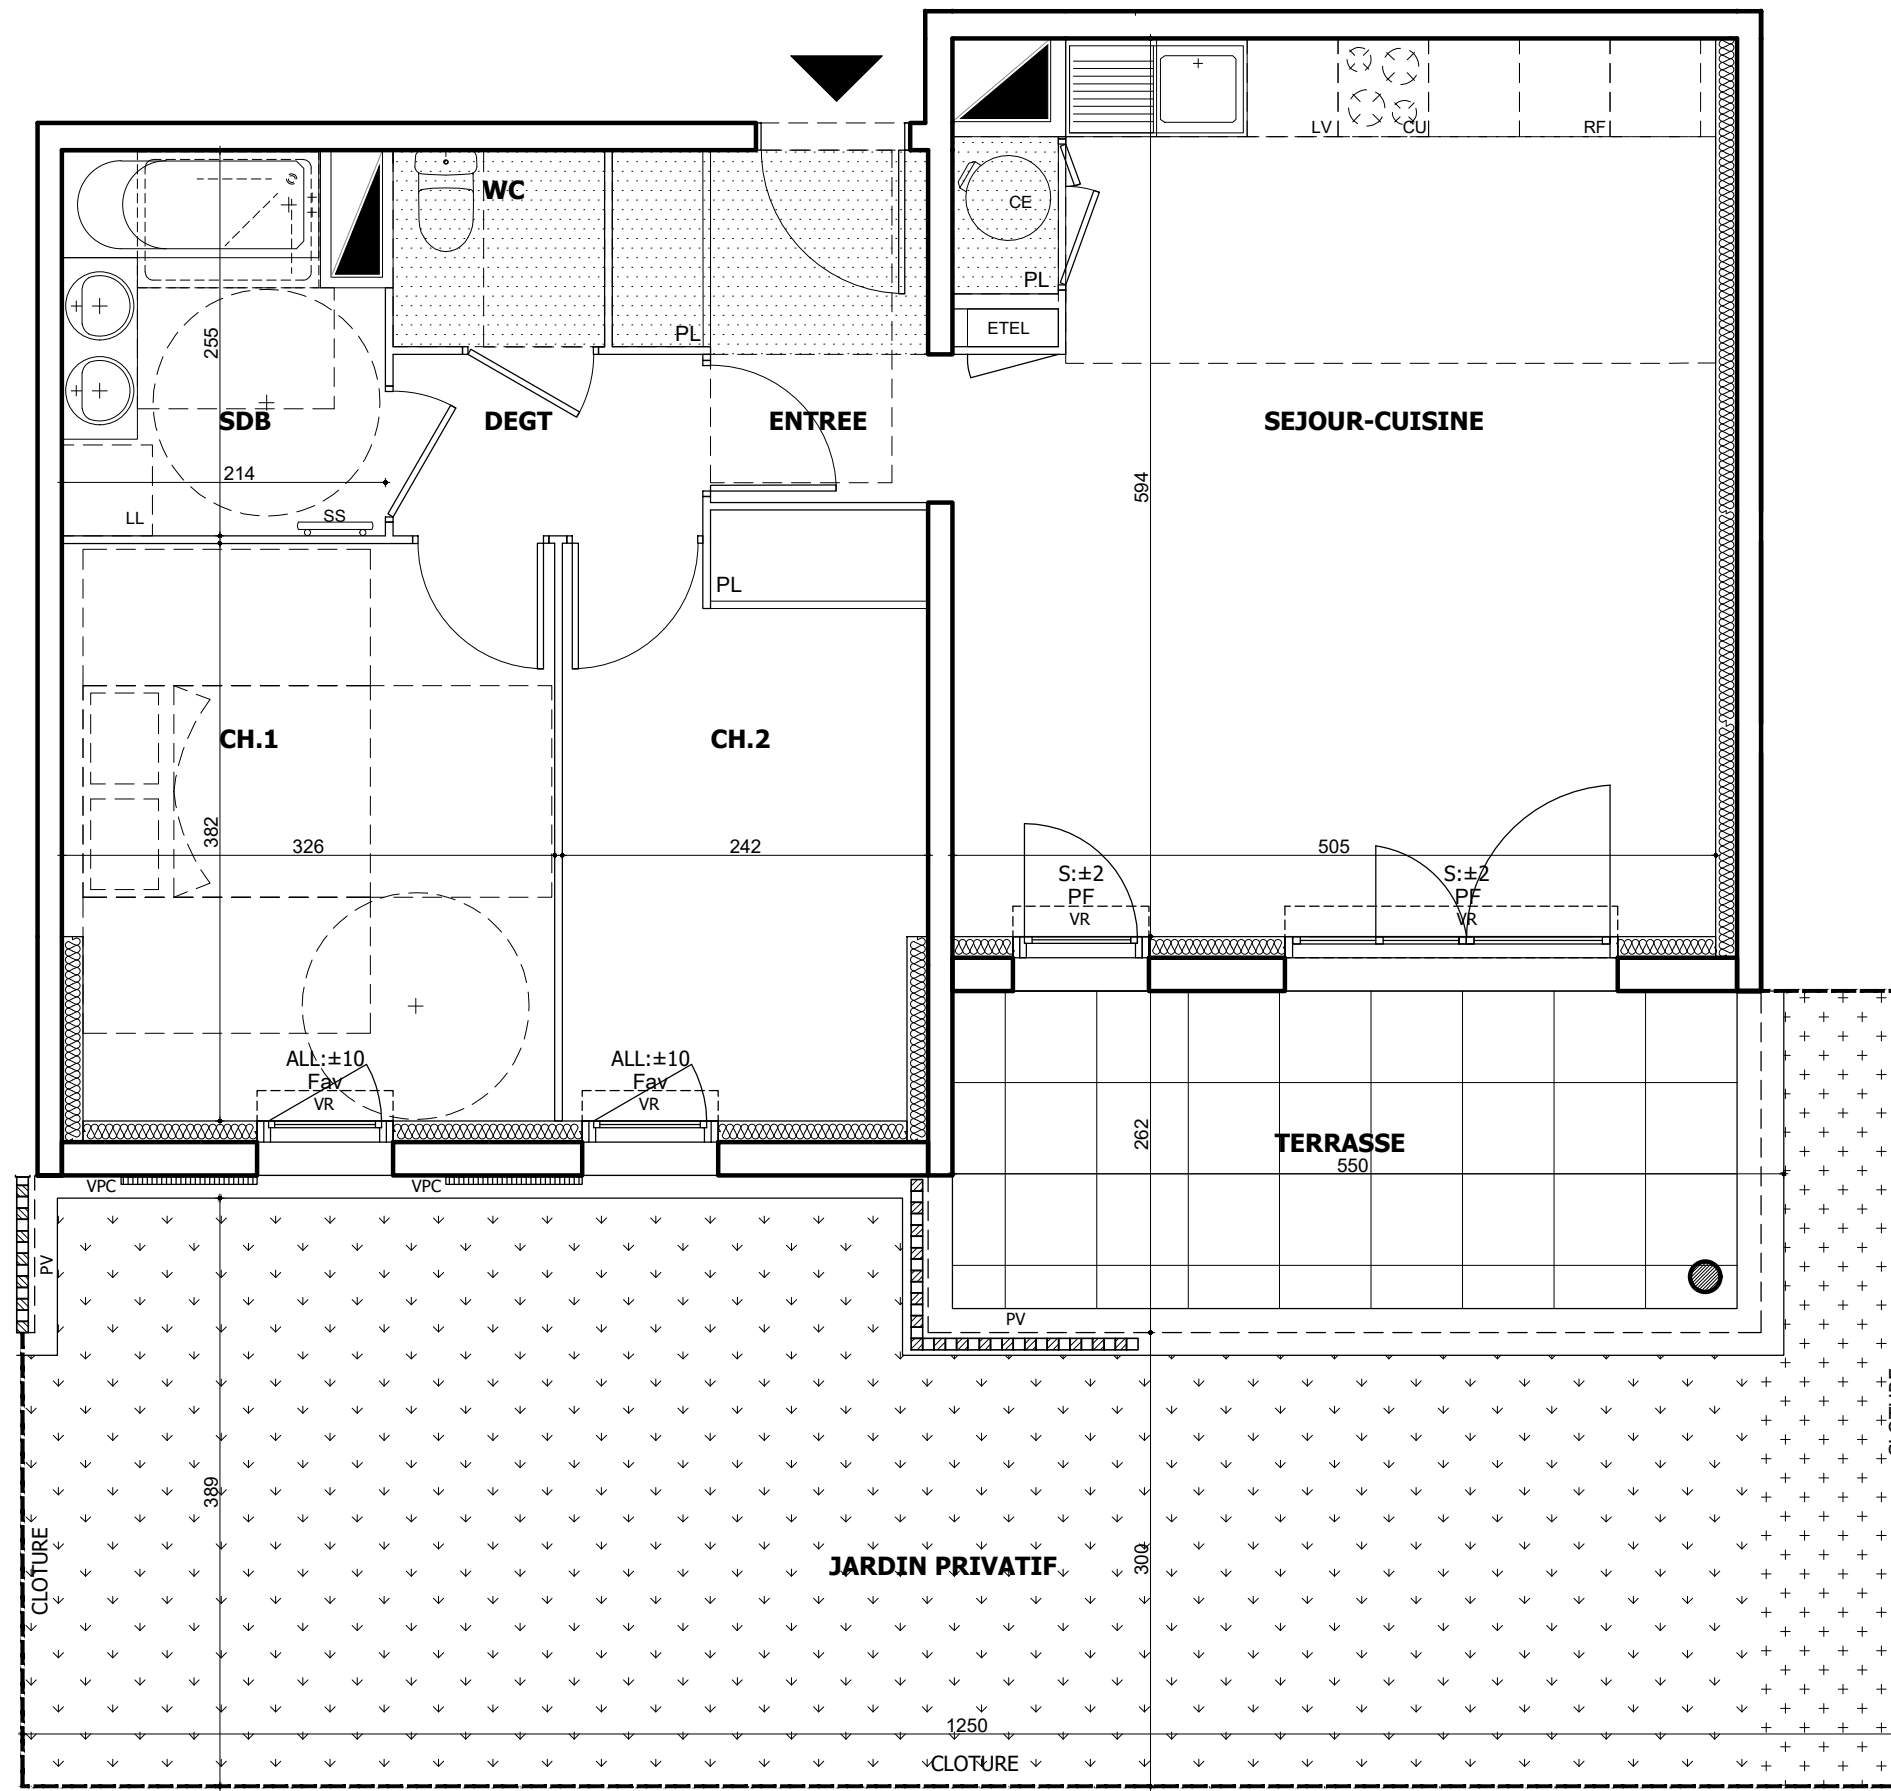 LV
CU
RF
WC
CE
PL
PL
ETEL
255
SDB
DEGT
ENTREE
SEJOUR-CUISINE
214
594
LL
SS
PL
CH.1
CH.2
382
326
242
505
S:±2
PF
VR
S:±2
PF
VR
ALL:±10
Fav
VR
ALL:±10
Fav
VR
262
TERRASSE
550
VPC
VPC
PV
PV
CLOTURE
389
CLOTURE
JARDIN PRIVATIF
300
1250
CLOTURE